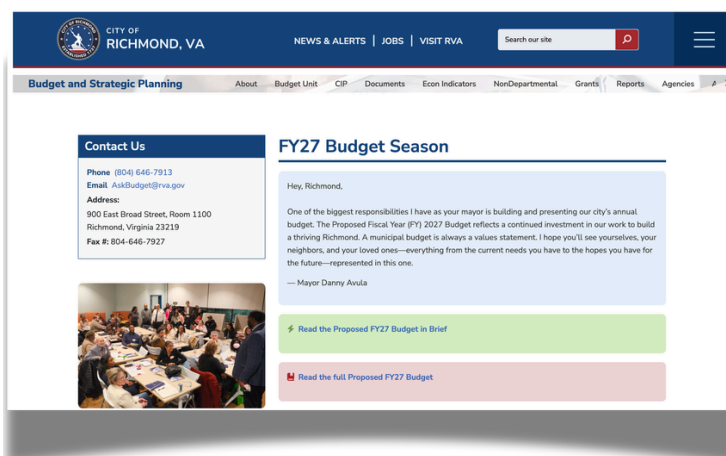 CITY OF
RICHMOND, VA
NEWS & ALERTS | JOBS | VISIT RVA
Search our site
Budget and Strategic Planning
About Budget Unit CIP Documents Econ Indicators NonDepartmental Grants Reports Agencies
Contact Us
Phone (804) 646-7913
Email AskBudget@rva.gov
Address:
900 East Broad Street, Room 1100
Richmond, Virginia 23219
Fax #: 804-646-7927
FY27 Budget Season
Hey, Richmond,
One of the biggest responsibilities I have as your mayor is building and presenting our city's annual
budget. The Proposed Fiscal Year (FY) 2027 Budget reflects a continued investment in our work to build
a thriving Richmond. A municipal budget is always a values statement. I hope you'll see yourselves, your
neighbors, and your loved ones—everything from the current needs you have to the hopes you have for
the future—represented in this one.
— Mayor Danny Avula
Read the Proposed FY27 Budget in Brief
Read the full Proposed FY27 Budget